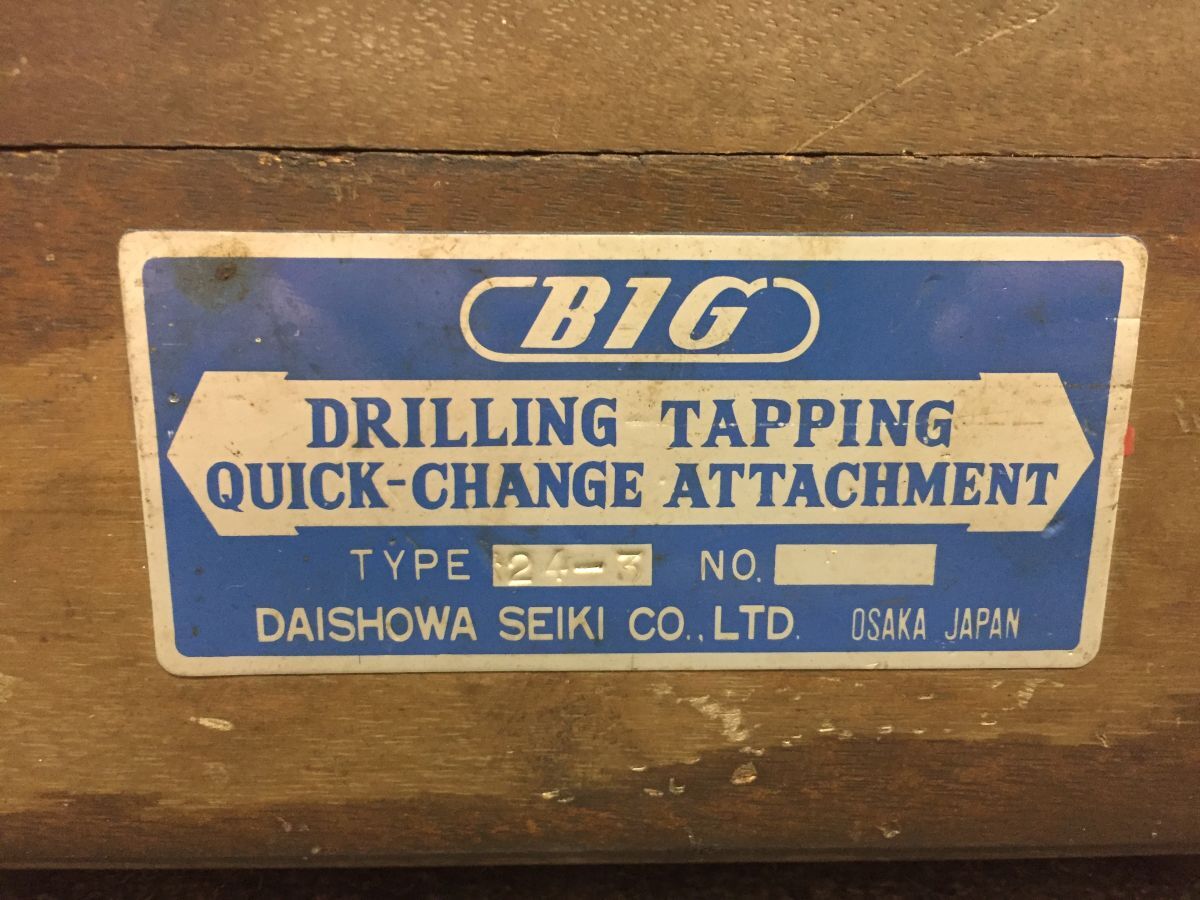 BIG
DRILLING TAPPING
QUICK-CHANGE ATTACHMENT
TYPE 24-3 NO.
DAISHOWA SEIKI CO., LTD. OSAKA JAPAN